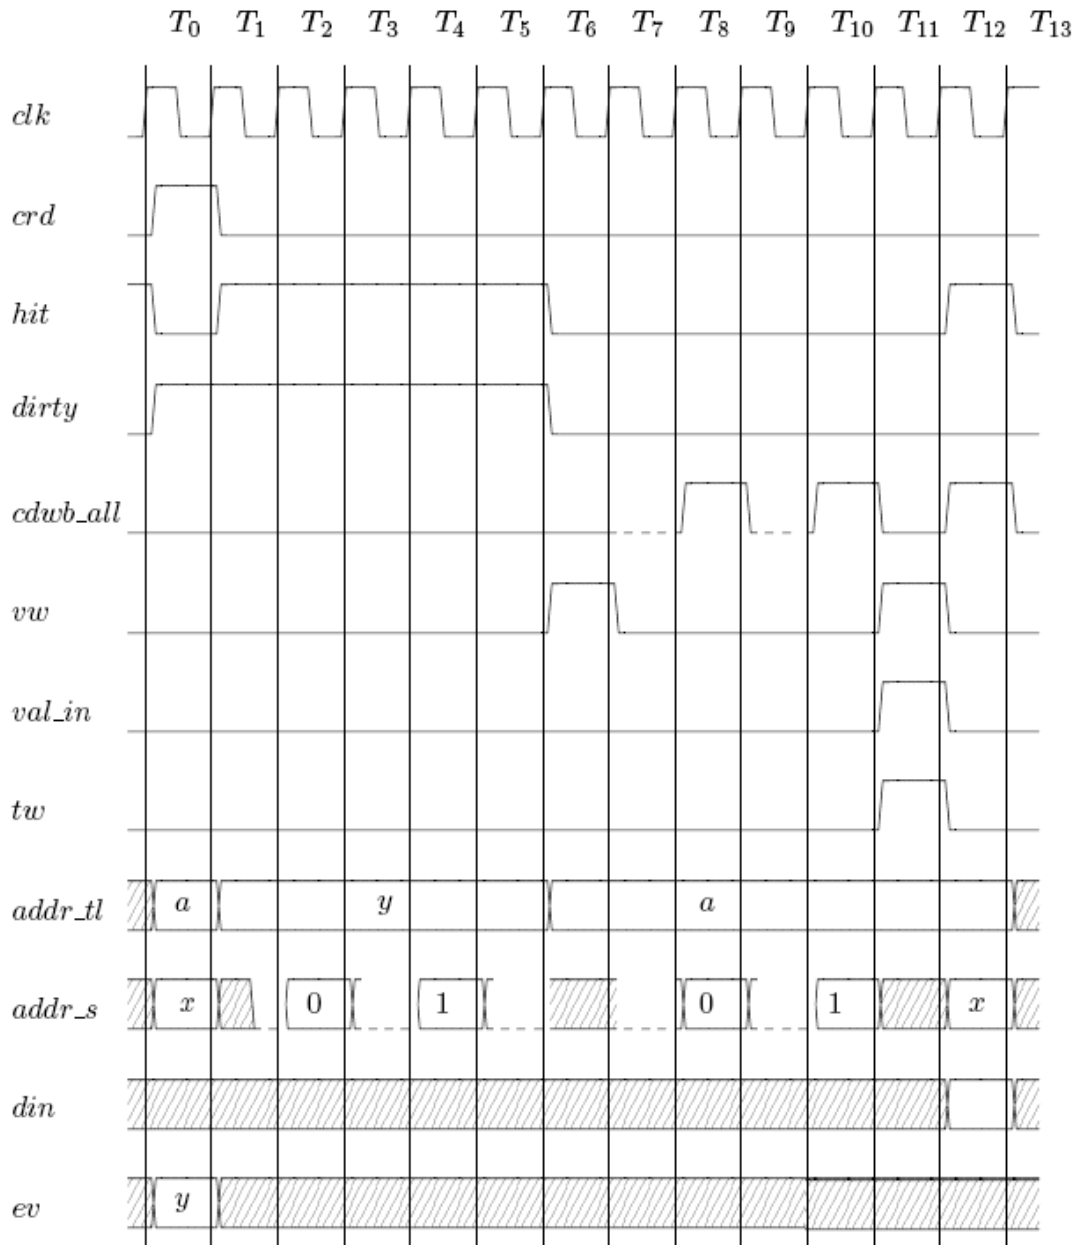 T0 T1 T2 T3 T4 T5 T6 T7 T8 T9 T10 T11 T12 T13
clk
crd
hit
dirty
cdwb_all
vw
val_in
tw
addr_tl a y a
addr_s x 0 1 0 1 x
din
ev y